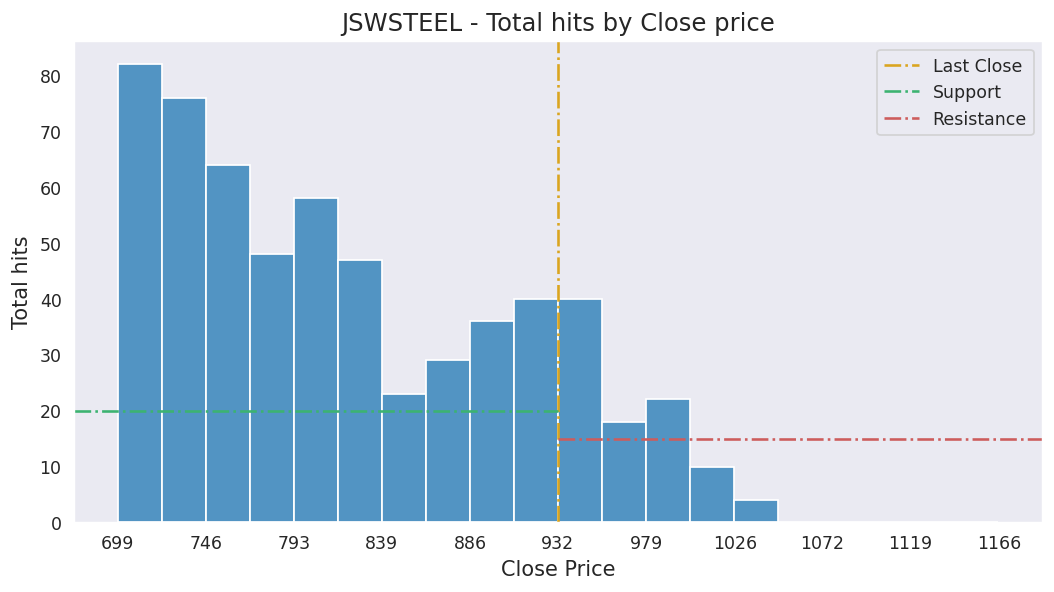 JSWSTEEL - Total hits by Close price
Last Close
Support
Resistance
Total hits
80
70
60
50
40
30
20
10
0
699 746 793 839 886 932 979 1026 1072 1119 1166
Close Price